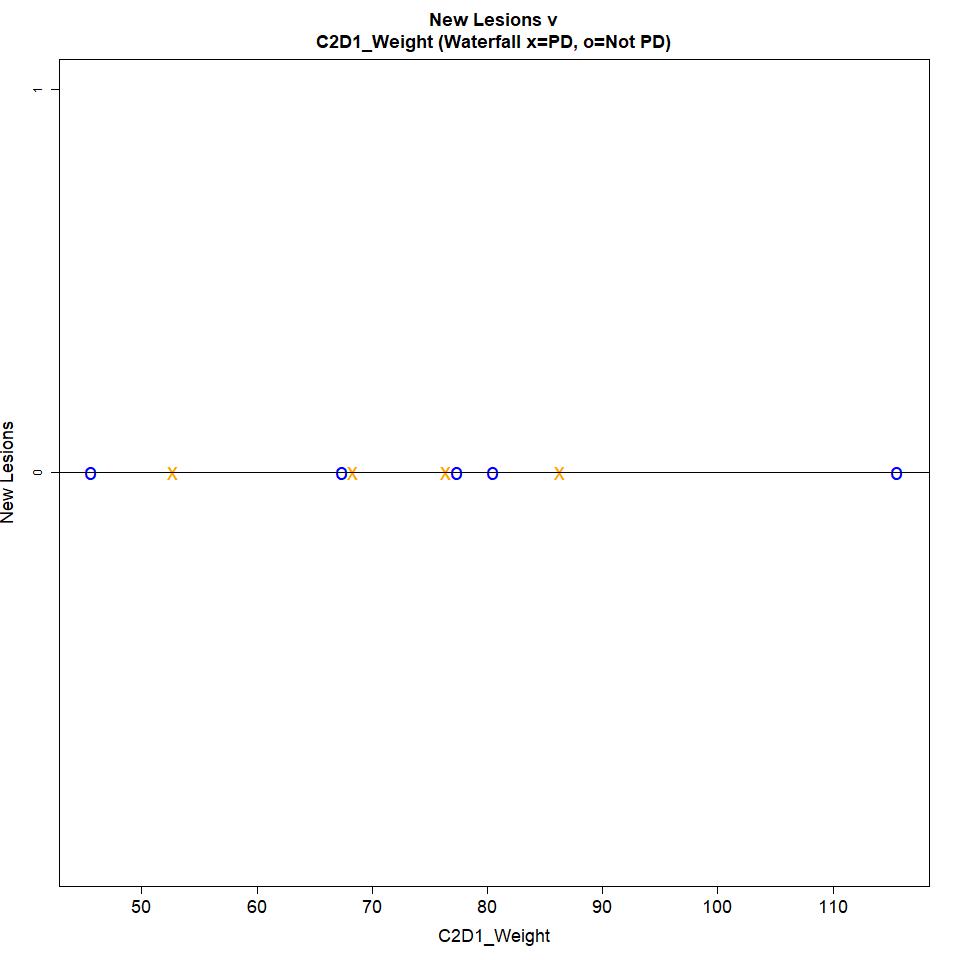 New Lesions v
C2D1_Weight (Waterfall x=PD, o=Not PD)
1
0
New Lesions
o x o x x o o x o
50 60 70 80 90 100 110
C2D1_Weight